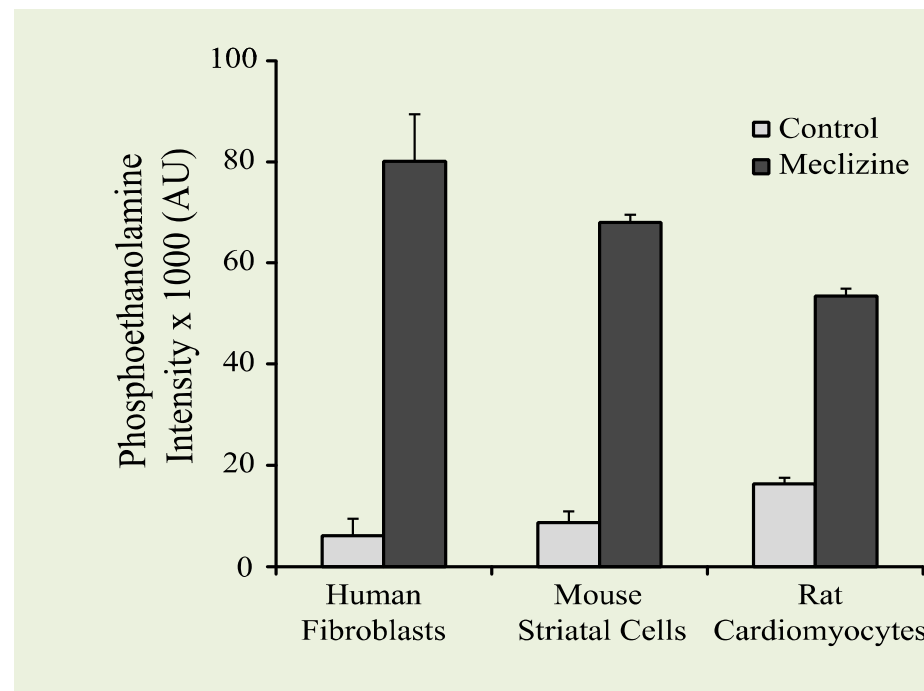 Phosphoethanolamine
Intensity x 1000 (AU)
100
80
60
40
20
0
Control
Meclizine
Human
Fibroblasts
Mouse
Striatal Cells
Rat
Cardiomyocytes